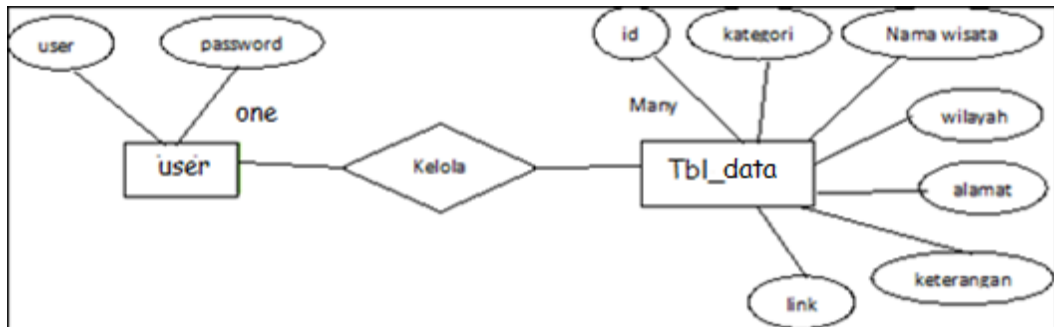 user
password
id
kategori
Nama wisata
one
Many
wilayah
user
Kelola
Tbl_data
alamat
keterangan
link